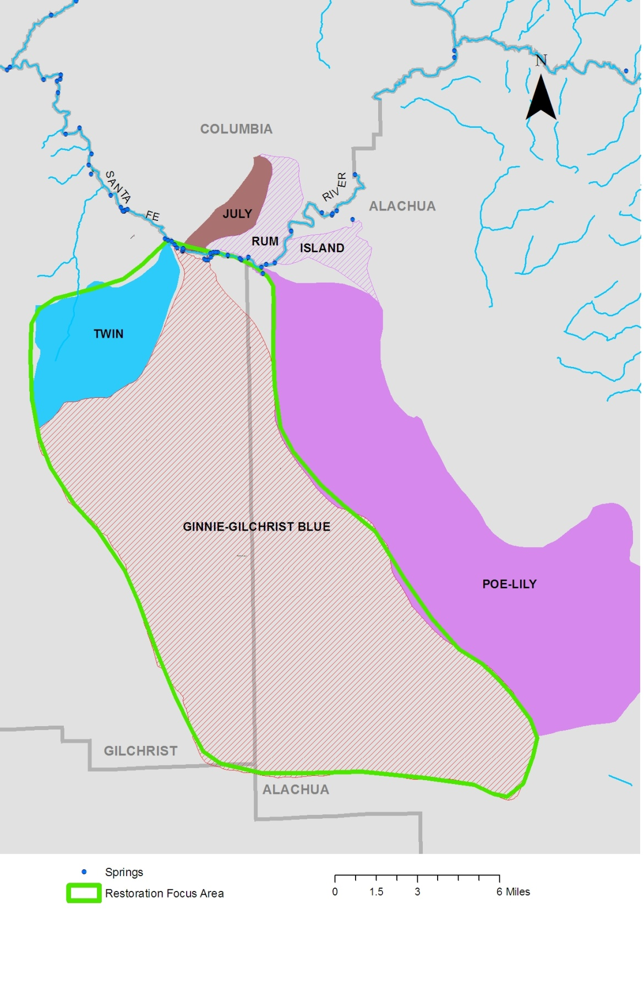 N
COLUMBIA
SANTA FE
RIVER
ALACHUA
JULY
RUM
ISLAND
TWIN
GINNIE-GILCHRIST BLUE
POE-LILY
GILCHRIST
ALACHUA
Springs
Restoration Focus Area
0 1.5 3 6 Miles